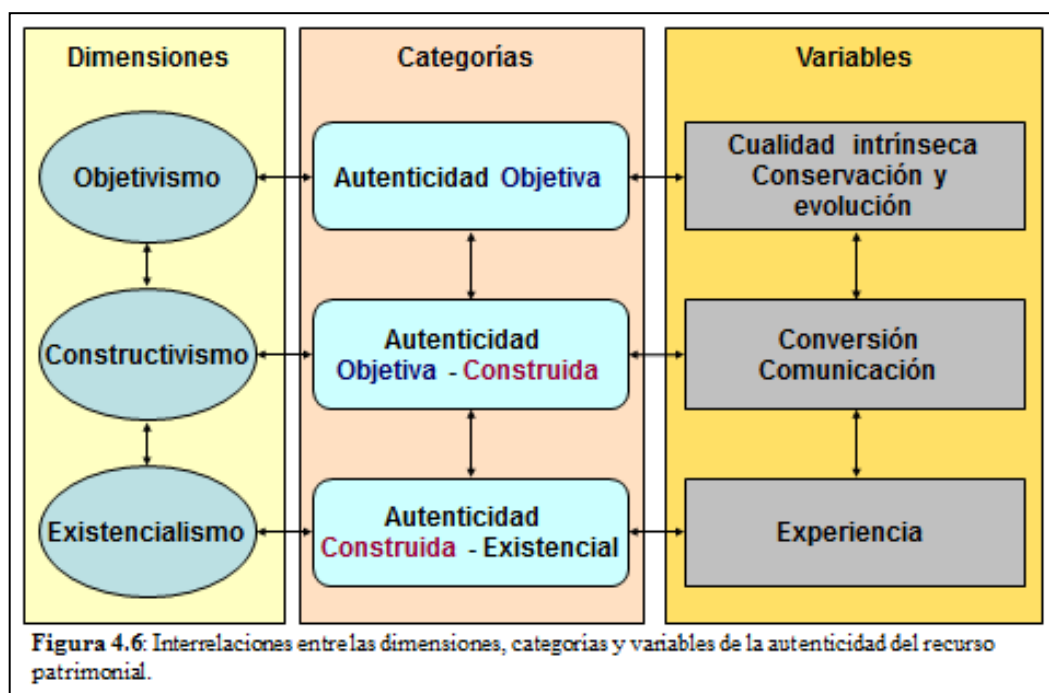 Dimensiones
Categorías
Variables
Objetivismo
Autenticidad Objetiva
Cualidad intrínseca
Conservación y
evolución
Constructivismo
Autenticidad
Objetiva - Construida
Conversión
Comunicación
Existencialismo
Autenticidad
Construida - Existencial
Experiencia
Figura 4.6: Interrelaciones entre las dimensiones, categorias y variables de la autenticidad del recurso
patrimonial.